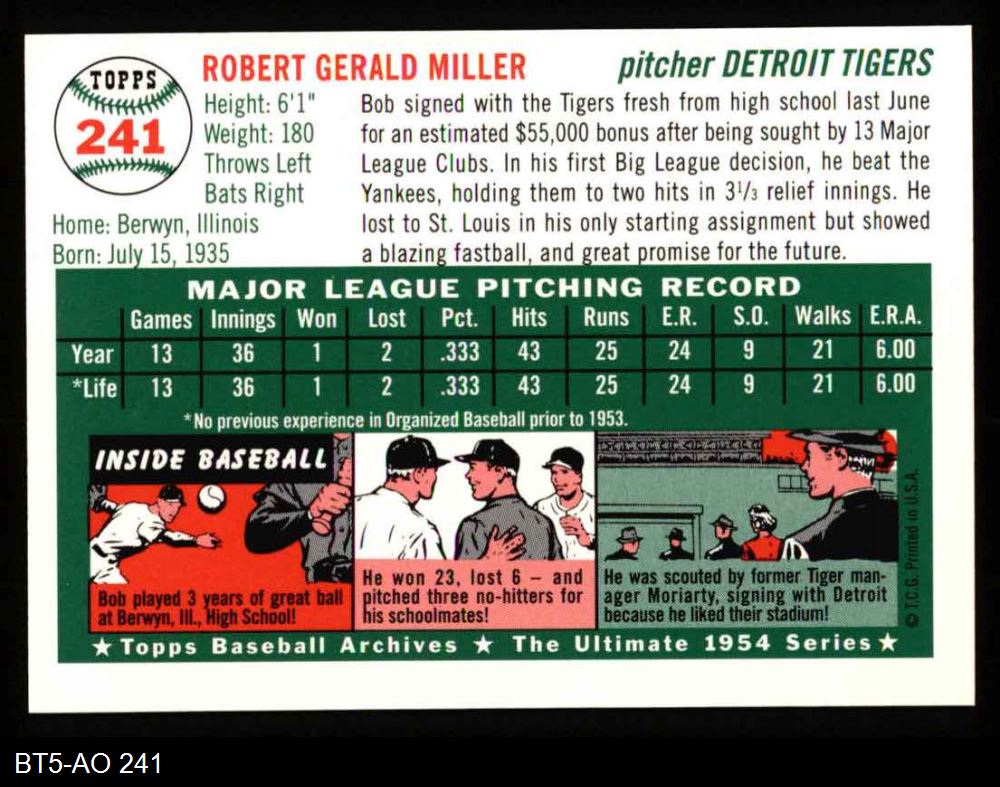 TOPPS
241
ROBERT GERALD MILLER
pitcher DETROIT TIGERS
Height: 6'1"
Weight: 180
Throws Left
Bats Right
Home: Berwyn, Illinois
Born: July 15, 1935
Bob signed with the Tigers fresh from high school last June
for an estimated $55,000 bonus after being sought by 13 Major
League Clubs. In his first Big League decision, he beat the
Yankees, holding them to two hits in 3 1/3 relief innings. He
lost to St. Louis in his only starting assignment but showed
a blazing fastball, and great promise for the future.
MAJOR LEAGUE PITCHING RECORD
Games Innings Won Lost Pct. Hits Runs E.R. S.O. Walks E.R.A.
Year 13 36 1 2 .333 43 25 24 9 21 6.00
*Life 13 36 1 2 .333 43 25 24 9 21 6.00
*No previous experience in Organized Baseball prior to 1953.
INSIDE BASEBALL
Bob played 3 years of great ball
at Berwyn, Ill., High School!
He won 23, lost 6 – and
pitched three no-hitters for
his schoolmates!
He was scouted by former Tiger man-
ager Moriarty, signing with Detroit
because he liked their stadium!
© T.C.G. Printed in U.S.A.
★ Topps Baseball Archives ★ The Ultimate 1954 Series ★
BT5-AO 241